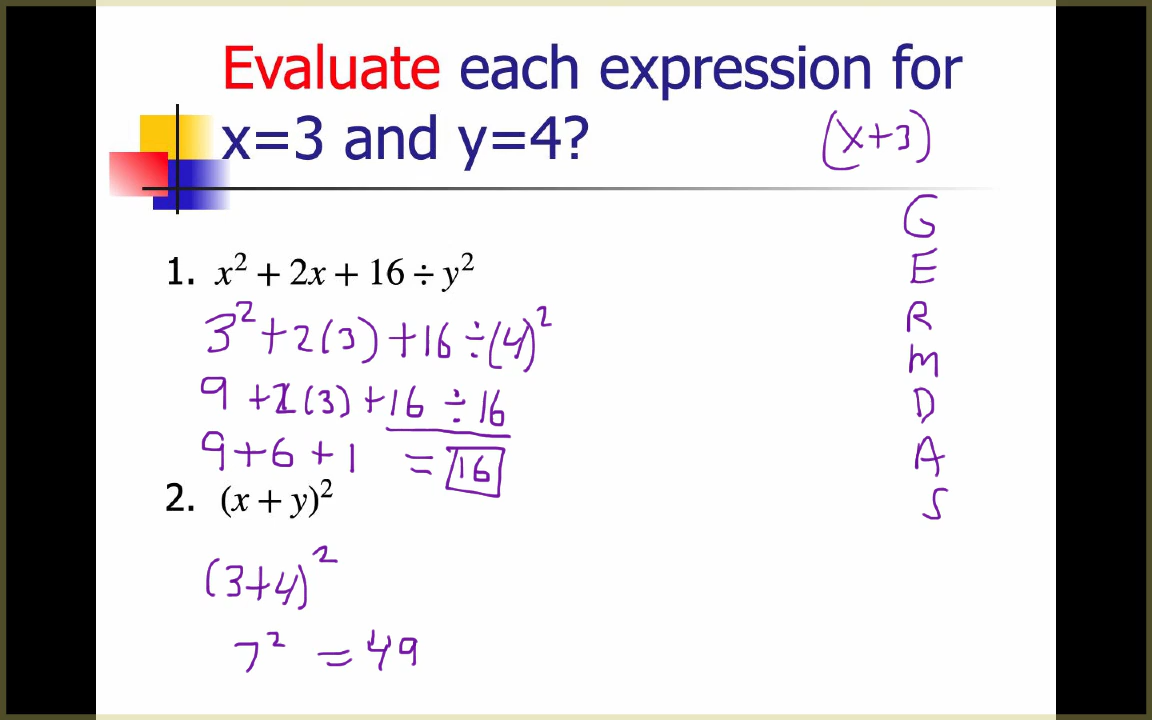 Evaluate each expression for
x=3 and y=4?
(x+3)
1. x² + 2x + 16 ÷ y²
3² + 2(3) + 16 ÷ (4)²
9 + 2(3) + 16 ÷ 16
9 + 6 + 1 = 16
2. (x + y)²
(3+4)²
7² = 49
G
E
R
M
D
A
S